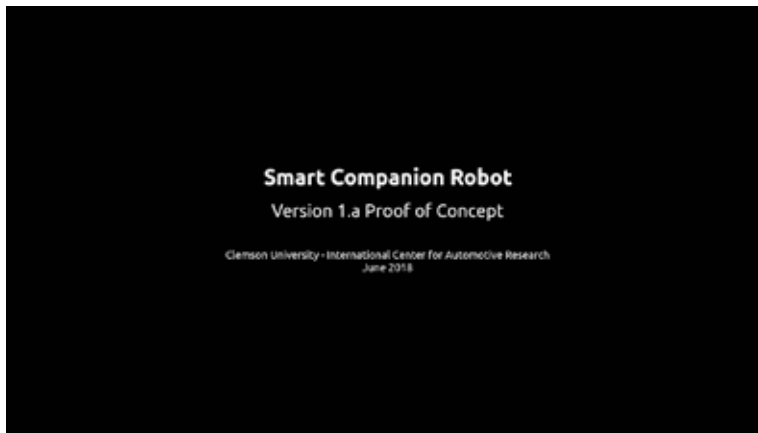 Smart Companion Robot
Version 1.a Proof of Concept
Clemson University - International Center for Automotive Research
June 2018